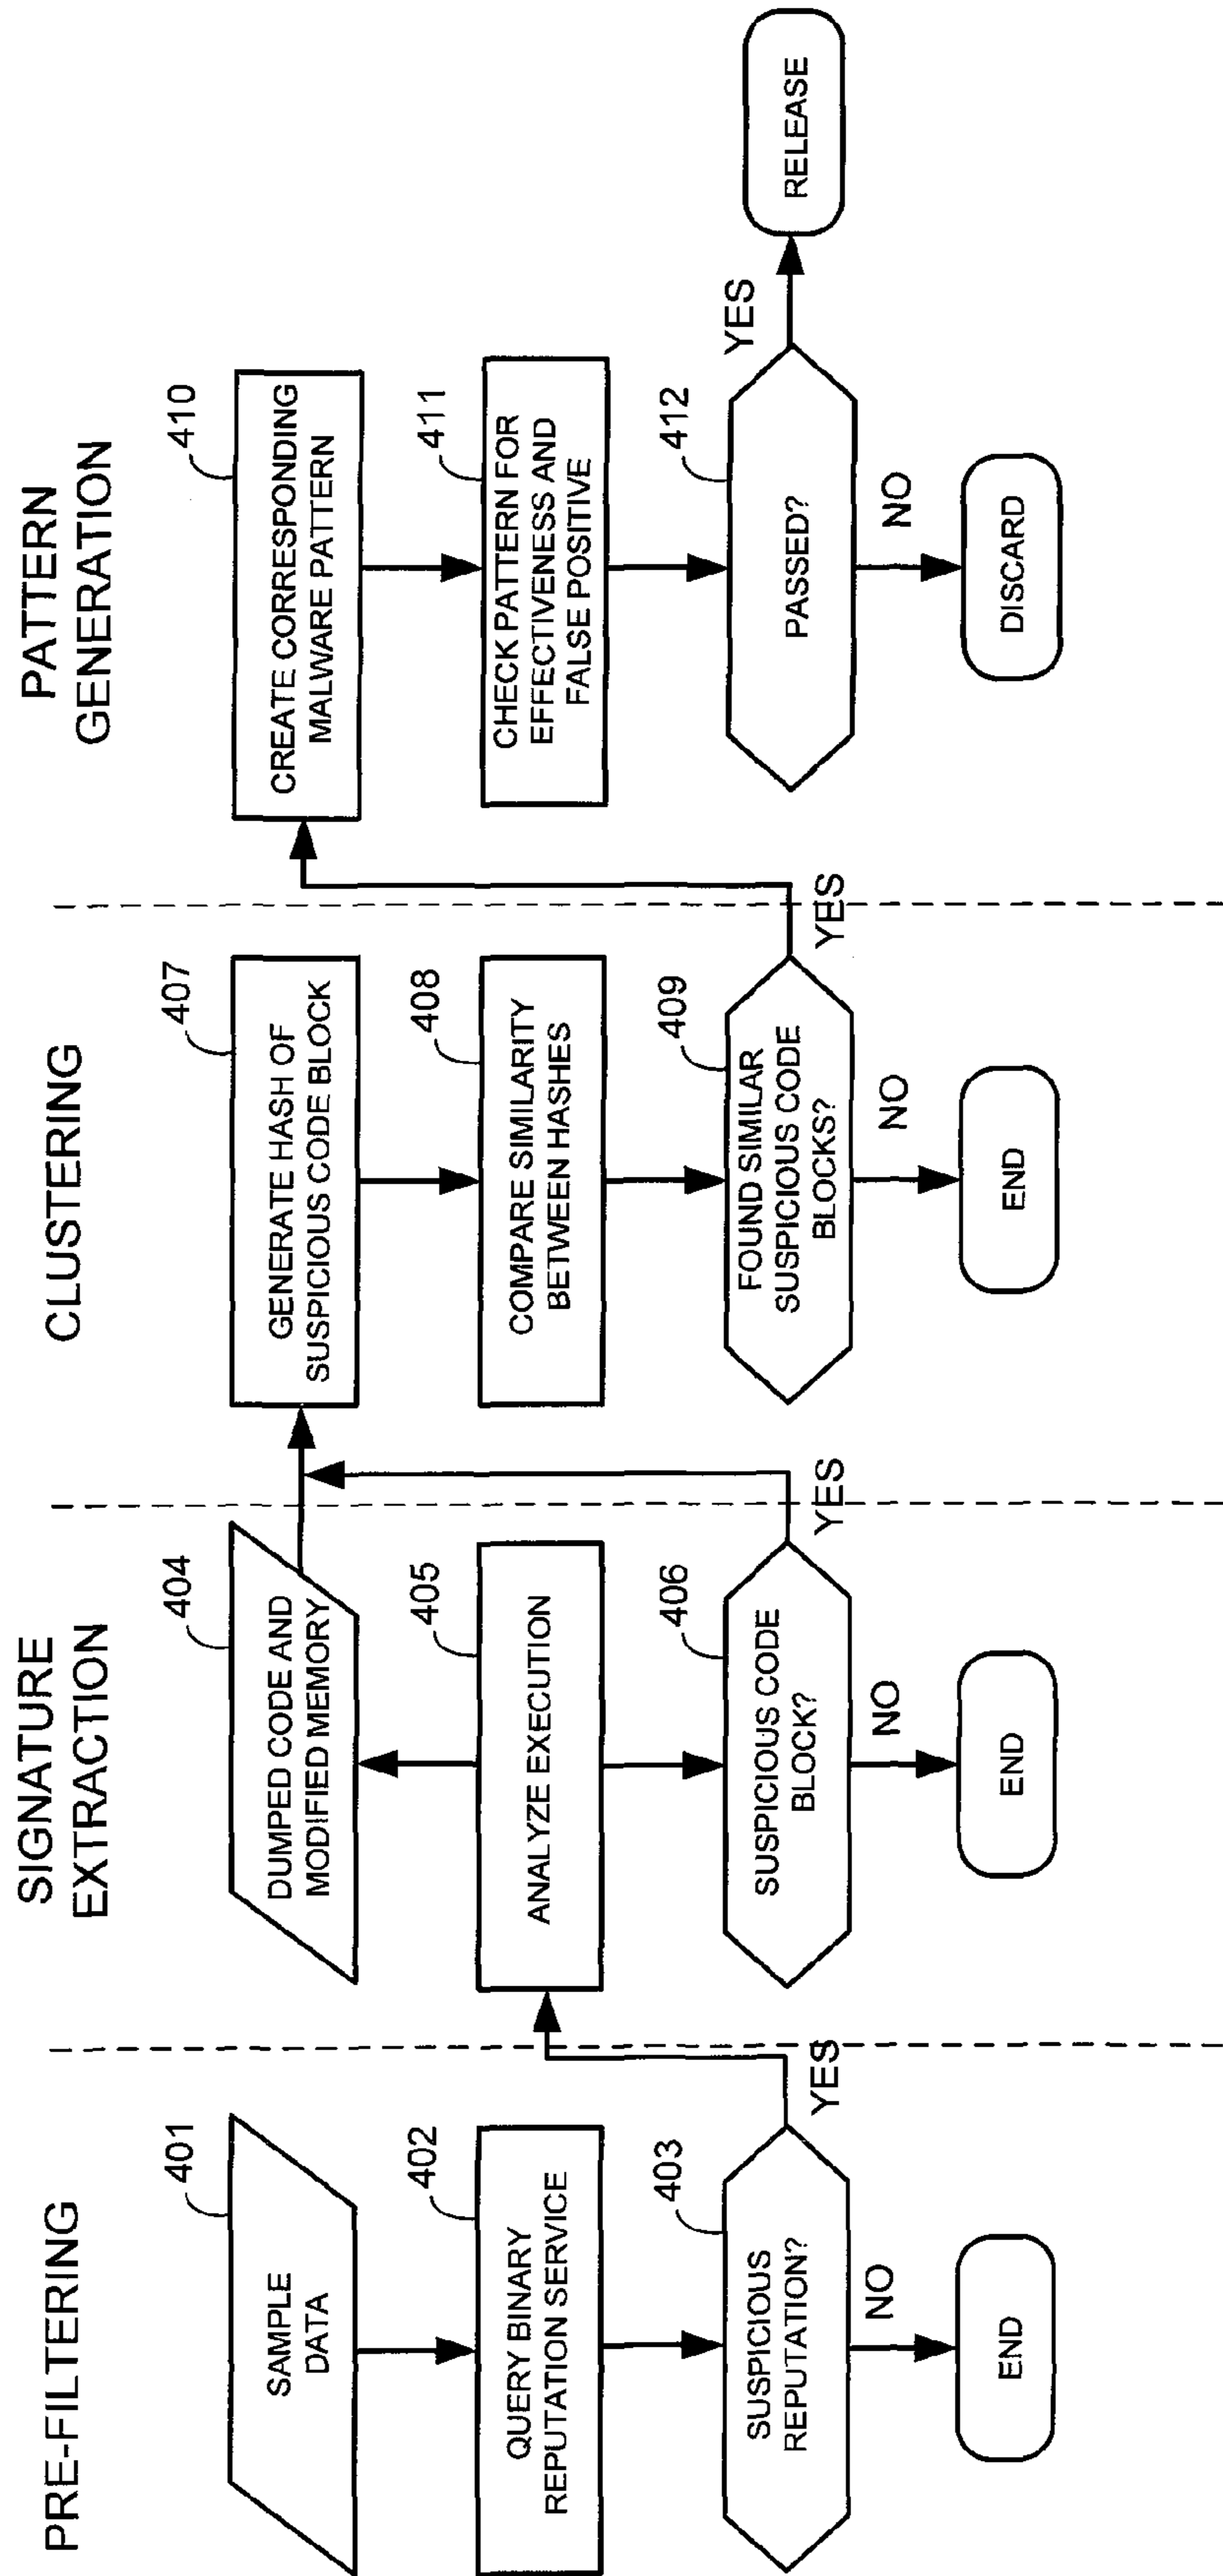 PRE-FILTERING
401
SAMPLE
DATA
402
QUERY BINARY
REPUTATION SERVICE
403
SUSPICIOUS
REPUTATION?
YES
NO
END
SIGNATURE
EXTRACTION
404
DUMPED CODE AND
MODIFIED MEMORY
405
ANALYZE EXECUTION
406
SUSPICIOUS CODE
BLOCK?
YES
NO
END
CLUSTERING
407
GENERATE HASH OF
SUSPICIOUS CODE BLOCK
408
COMPARE SIMILARITY
BETWEEN HASHES
409
FOUND SIMILAR
SUSPICIOUS CODE
BLOCKS?
YES
NO
END
PATTERN
GENERATION
410
CREATE CORRESPONDING
MALWARE PATTERN
411
CHECK PATTERN FOR
EFFECTIVENESS AND
FALSE POSITIVE
412
PASSED?
YES
RELEASE
NO
DISCARD